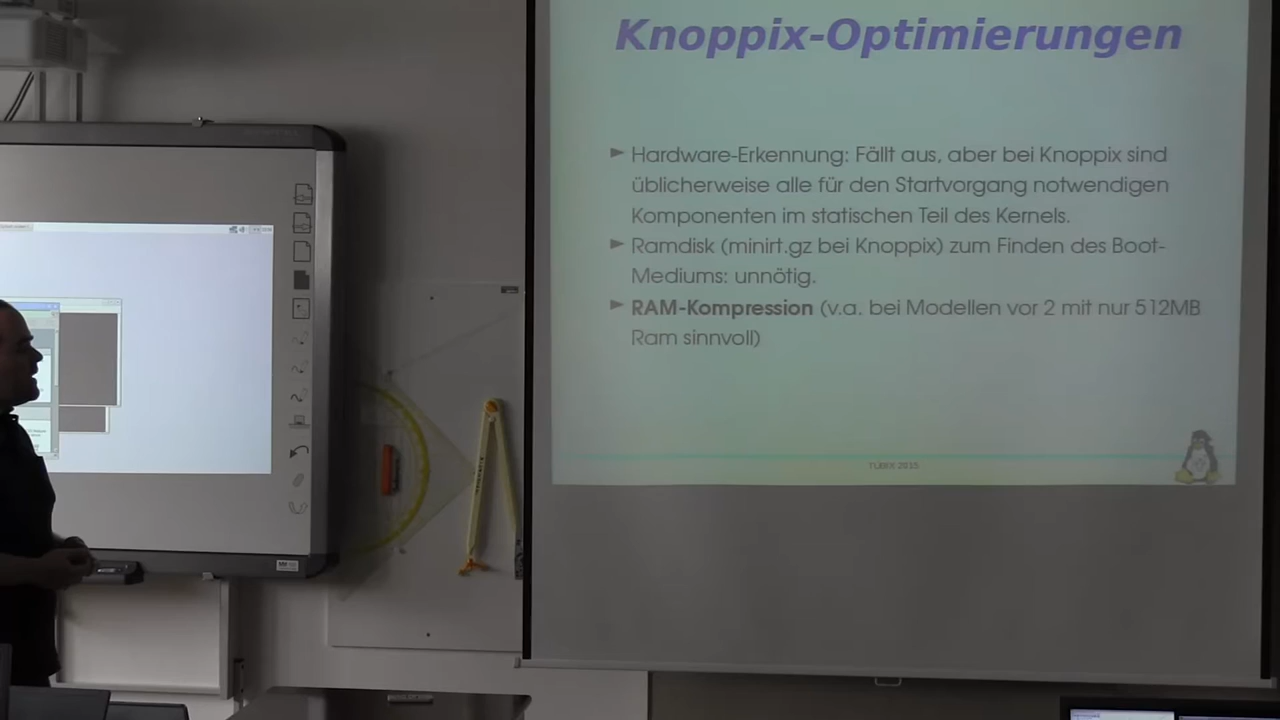 Knoppix-Optimierungen
Hardware-Erkennung: Fällt aus, aber bei Knoppix sind
üblicherweise alle für den Startvorgang notwendigen
Komponenten im statischen Teil des Kernels.
Ramdisk (minirt.gz bei Knoppix) zum Finden des Boot-
Mediums: unnötig.
RAM-Kompression (v.a. bei Modellen vor 2 mit nur 512MB
Ram sinnvoll)
TÜBIX 2015